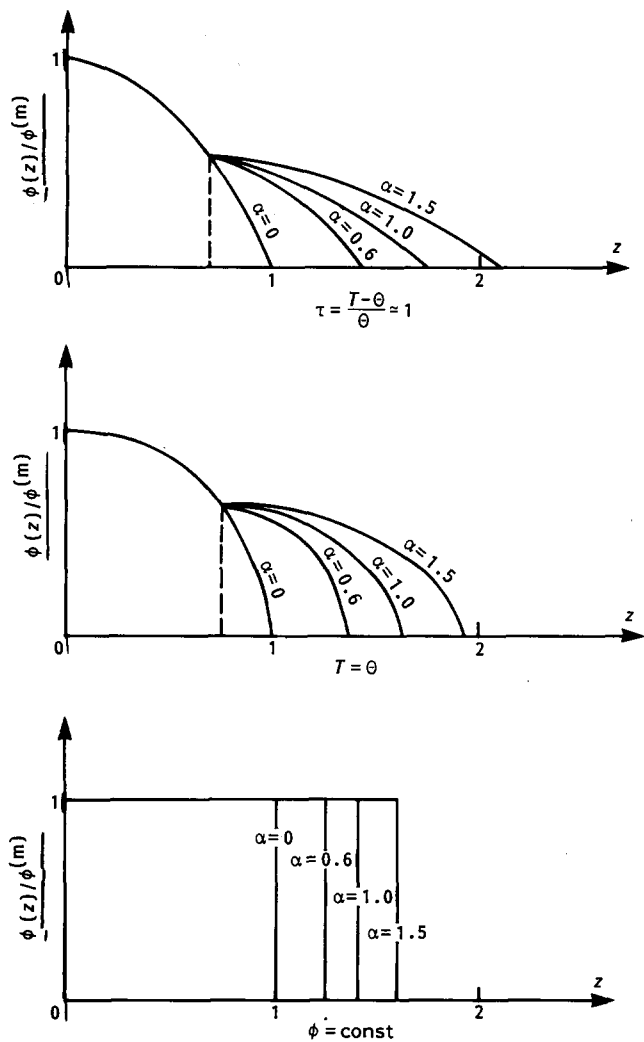 1
φ(z)/φ(m)
α=0
α=0.6
α=1.0
α=1.5
z
0
1
2
τ = T-Θ/Θ ≃ 1
1
φ(z)/φ(m)
α=0
α=0.6
α=1.0
α=1.5
z
0
1
2
T = Θ
1
φ(z)/φ(m)
α=0
α=0.6
α=1.0
α=1.5
z
0
1
2
φ = const